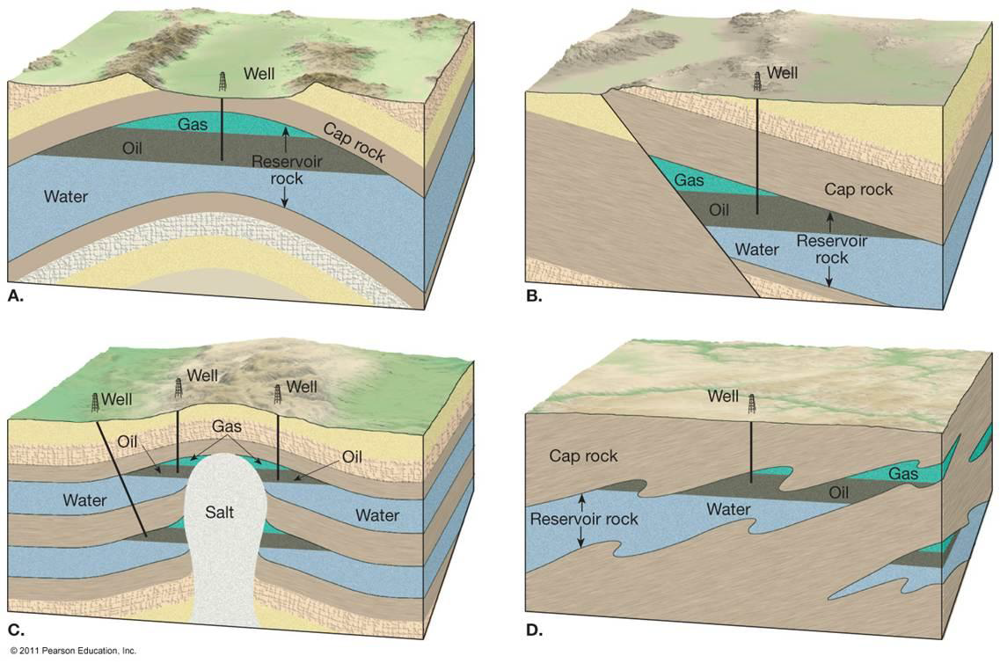 Well
Gas
Cap rock
Oil
Reservoir
rock
Water
A.
Well
Gas
Cap rock
Oil
Water
Reservoir
rock
B.
Well
Well
Well
Oil
Gas
Oil
Water
Salt
Water
C.
Well
Cap rock
Gas
Oil
Water
Reservoir rock
D.
© 2011 Pearson Education, Inc.